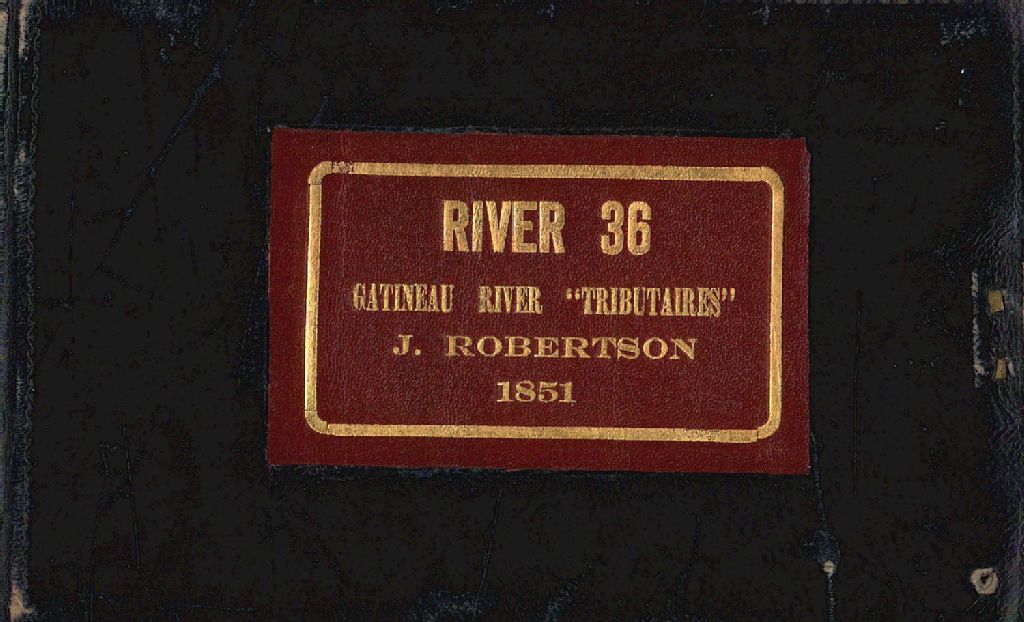 RIVER 36
GATINEAU RIVER “TRIBUTAIRES”
J. ROBERTSON
1851